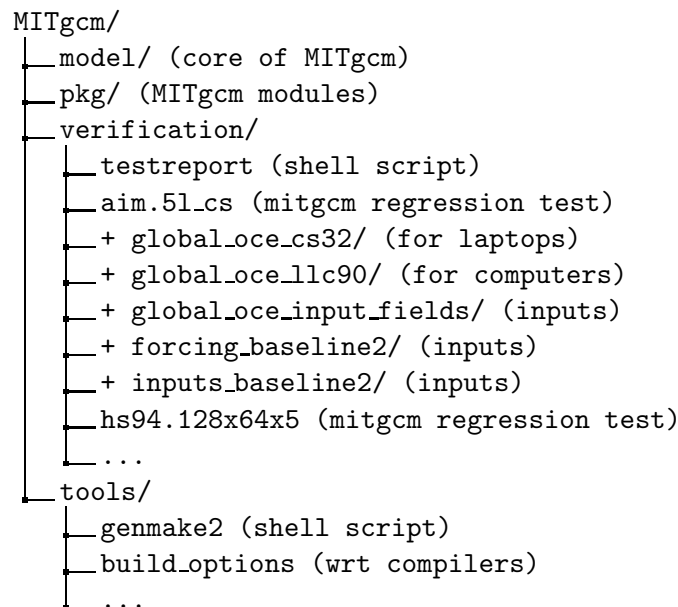 MITgcm/
model/ (core of MITgcm)
pkg/ (MITgcm modules)
verification/
testreport (shell script)
aim.5l_cs (mitgcm regression test)
+ global_oce_cs32/ (for laptops)
+ global_oce_llc90/ (for computers)
+ global_oce_input_fields/ (inputs)
+ forcing_baseline2/ (inputs)
+ inputs_baseline2/ (inputs)
hs94.128x64x5 (mitgcm regression test)
...
tools/
genmake2 (shell script)
build_options (wrt compilers)
...